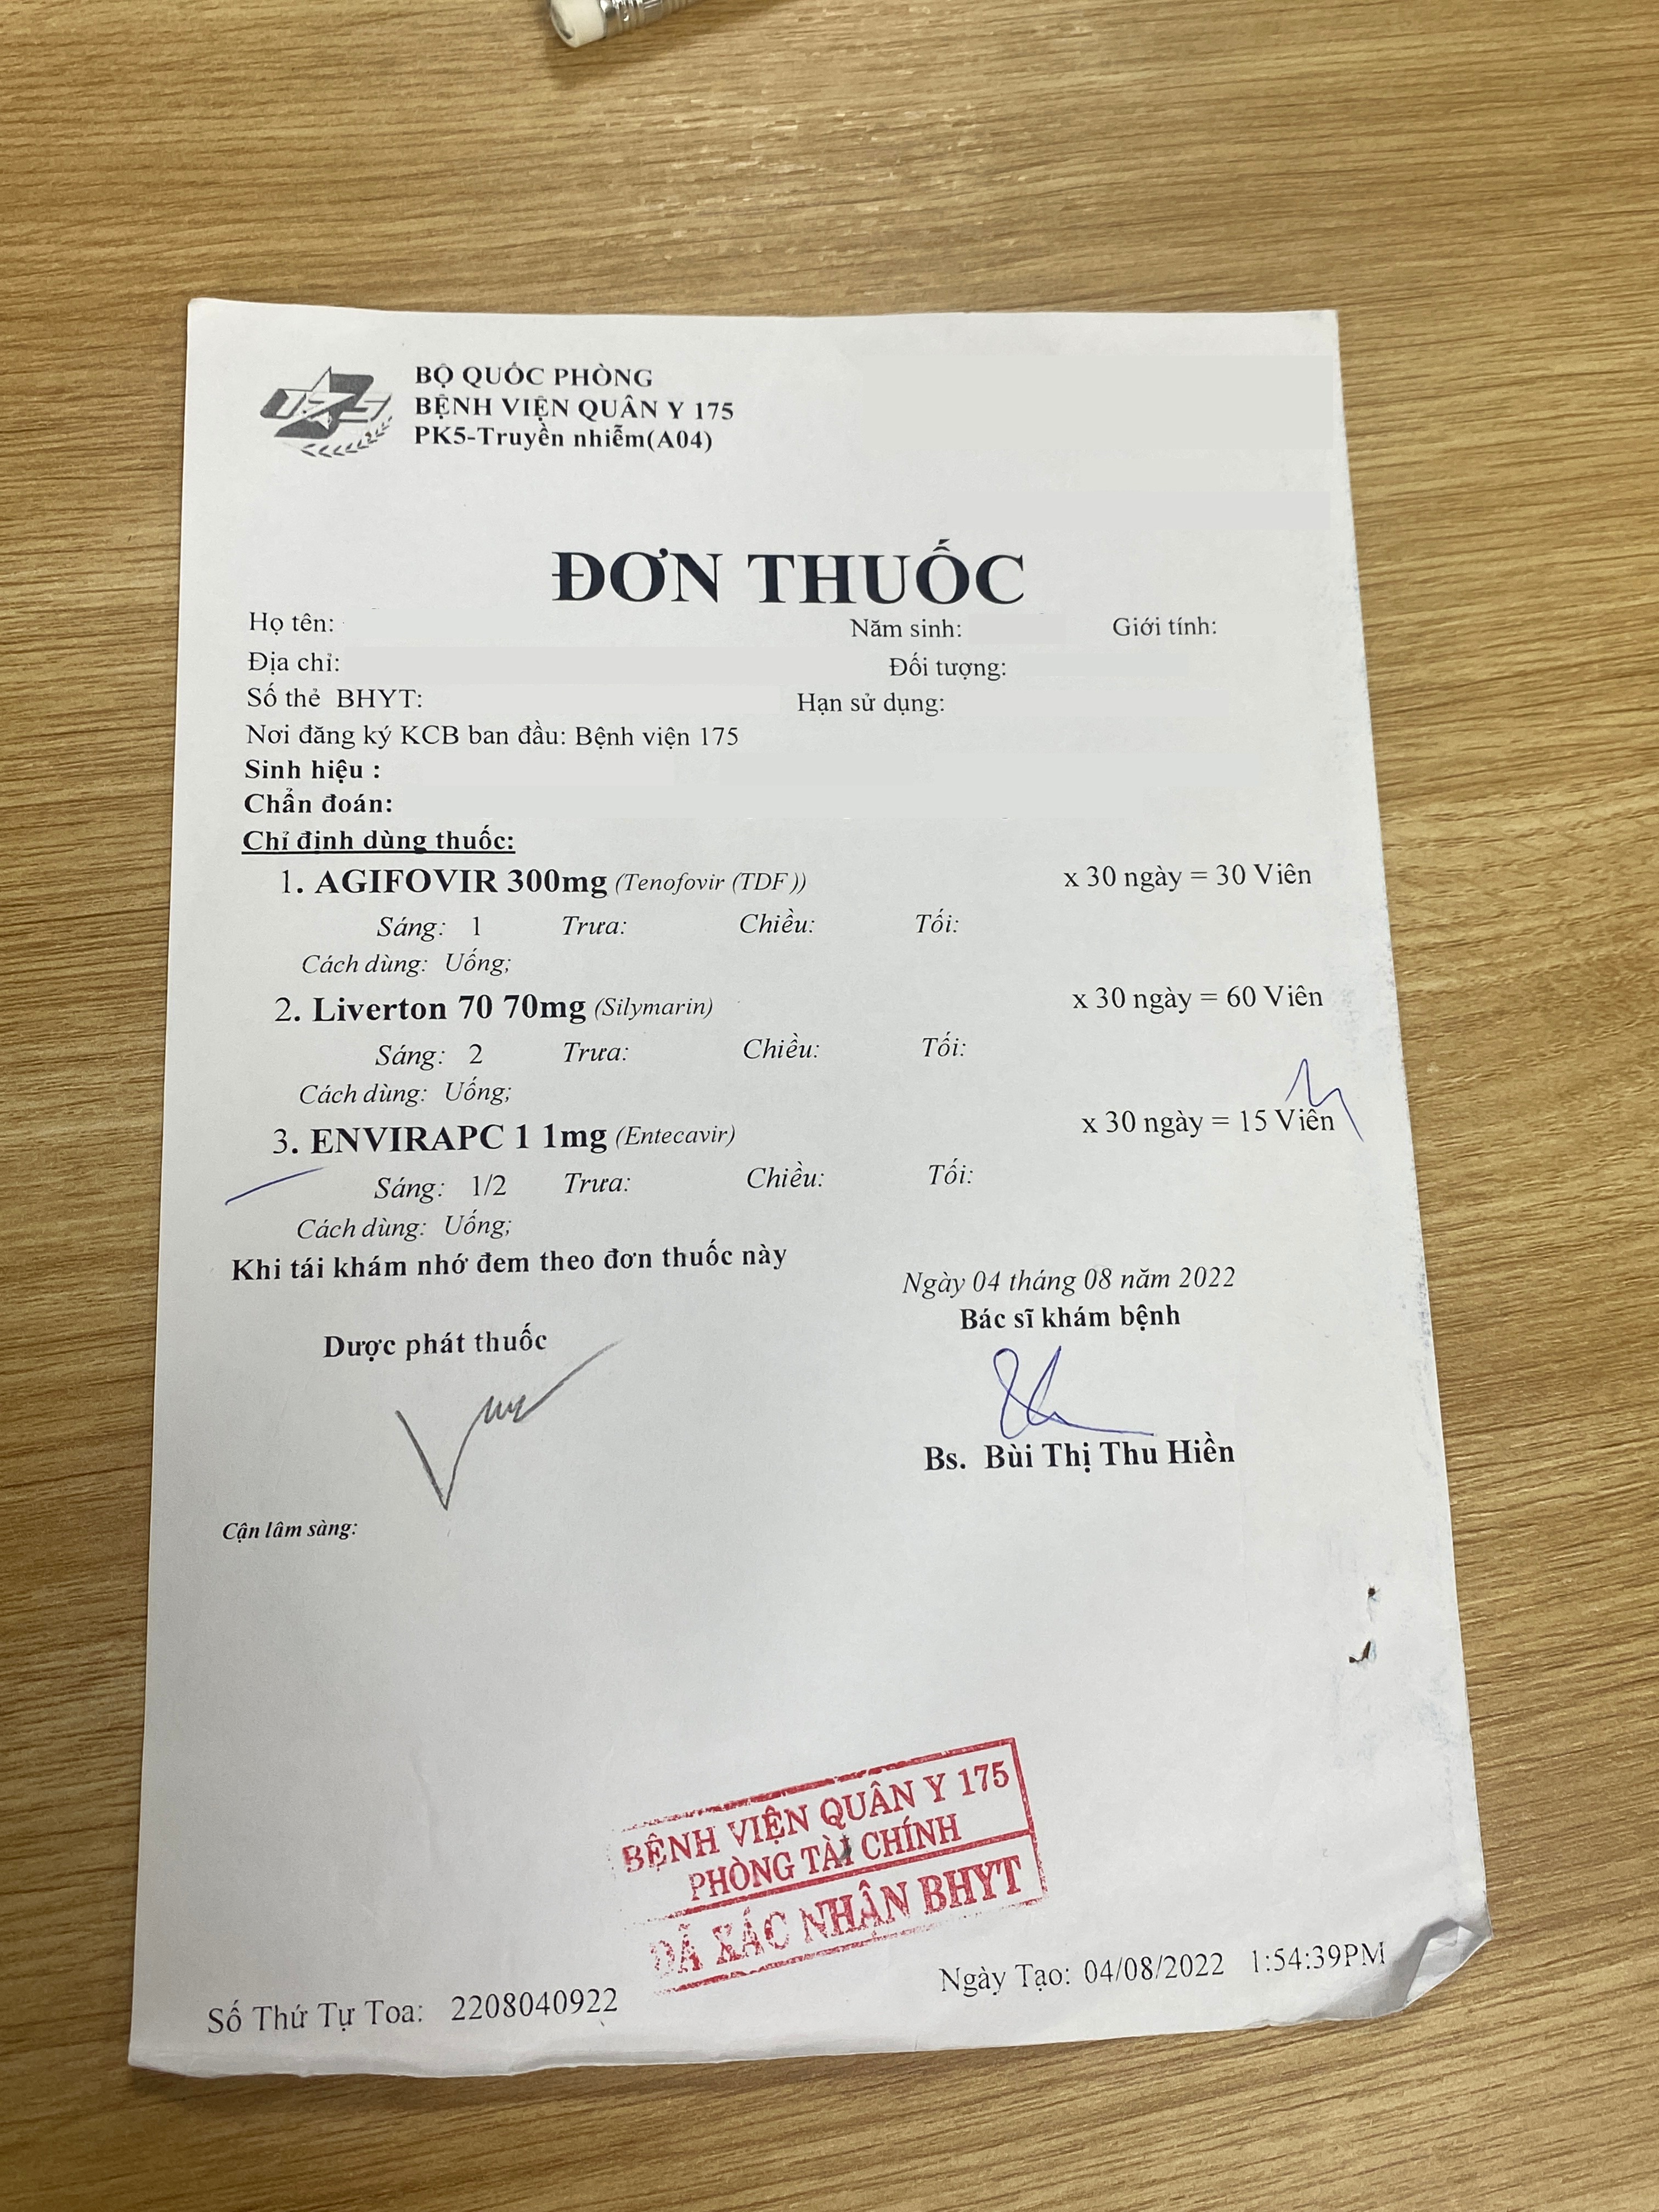 175
BỘ QUỐC PHÒNG
BỆNH VIỆN QUÂN Y 175
PK5-Truyền nhiễm(A04)
ĐƠN THUỐC
Họ tên: Năm sinh: Giới tính:
Địa chỉ: Đối tượng:
Số thẻ BHYT: Hạn sử dụng:
Nơi đăng ký KCB ban đầu: Bệnh viện 175
Sinh hiệu :
Chẩn đoán:
Chỉ định dùng thuốc:
1. AGIFOVIR 300mg (Tenofovir (TDF)) x 30 ngày = 30 Viên
Sáng: 1 Trưa: Chiều: Tối:
Cách dùng: Uống;
2. Liverton 70 70mg (Silymarin) x 30 ngày = 60 Viên
Sáng: 2 Trưa: Chiều: Tối:
Cách dùng: Uống;
3. ENVIRAPC 1 1mg (Entecavir) x 30 ngày = 15 Viên
Sáng: 1/2 Trưa: Chiều: Tối:
Cách dùng: Uống;
Khi tái khám nhớ đem theo đơn thuốc này
Ngày 04 tháng 08 năm 2022
Dược phát thuốc Bác sĩ khám bệnh
Bs. Bùi Thị Thu Hiền
Cận lâm sàng:
BỆNH VIỆN QUÂN Y 175
PHÒNG TÀI CHÍNH
ĐÃ XÁC NHẬN BHYT
Số Thứ Tự Toa: 2208040922 Ngày Tạo: 04/08/2022 1:54:39PM